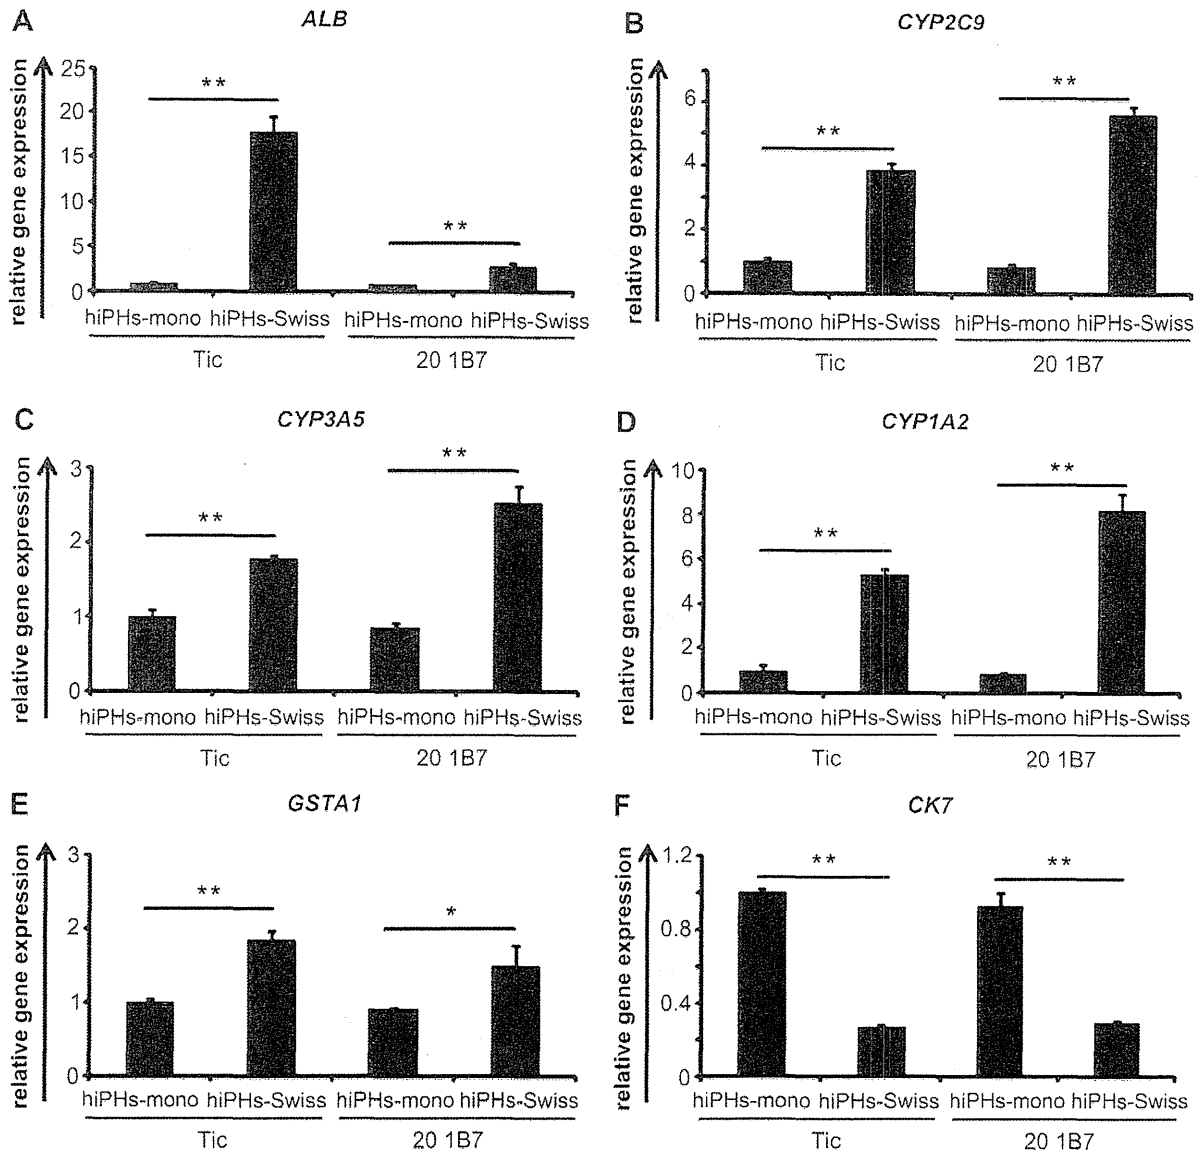 A
ALB
relative gene expression
25
20
15
10
5
0
**
**
hiPHs-mono hiPHs-Swiss hiPHs-mono hiPHs-Swiss
Tic 20 1B7
B
CYP2C9
relative gene expression
6
4
2
0
**
**
hiPHs-mono hiPHs-Swiss hiPHs-mono hiPHs-Swiss
Tic 20 1B7
C
CYP3A5
relative gene expression
3
2
1
0
**
**
hiPHs-mono hiPHs-Swiss hiPHs-mono hiPHs-Swiss
Tic 20 1B7
D
CYP1A2
relative gene expression
10
8
6
4
2
0
**
**
hiPHs-mono hiPHs-Swiss hiPHs-mono hiPHs-Swiss
Tic 20 1B7
E
GSTA1
relative gene expression
3
2
1
0
**
*
hiPHs-mono hiPHs-Swiss hiPHs-mono hiPHs-Swiss
Tic 20 1B7
F
CK7
relative gene expression
1.2
0.8
0.4
0
**
**
hiPHs-mono hiPHs-Swiss hiPHs-mono hiPHs-Swiss
Tic 20 1B7